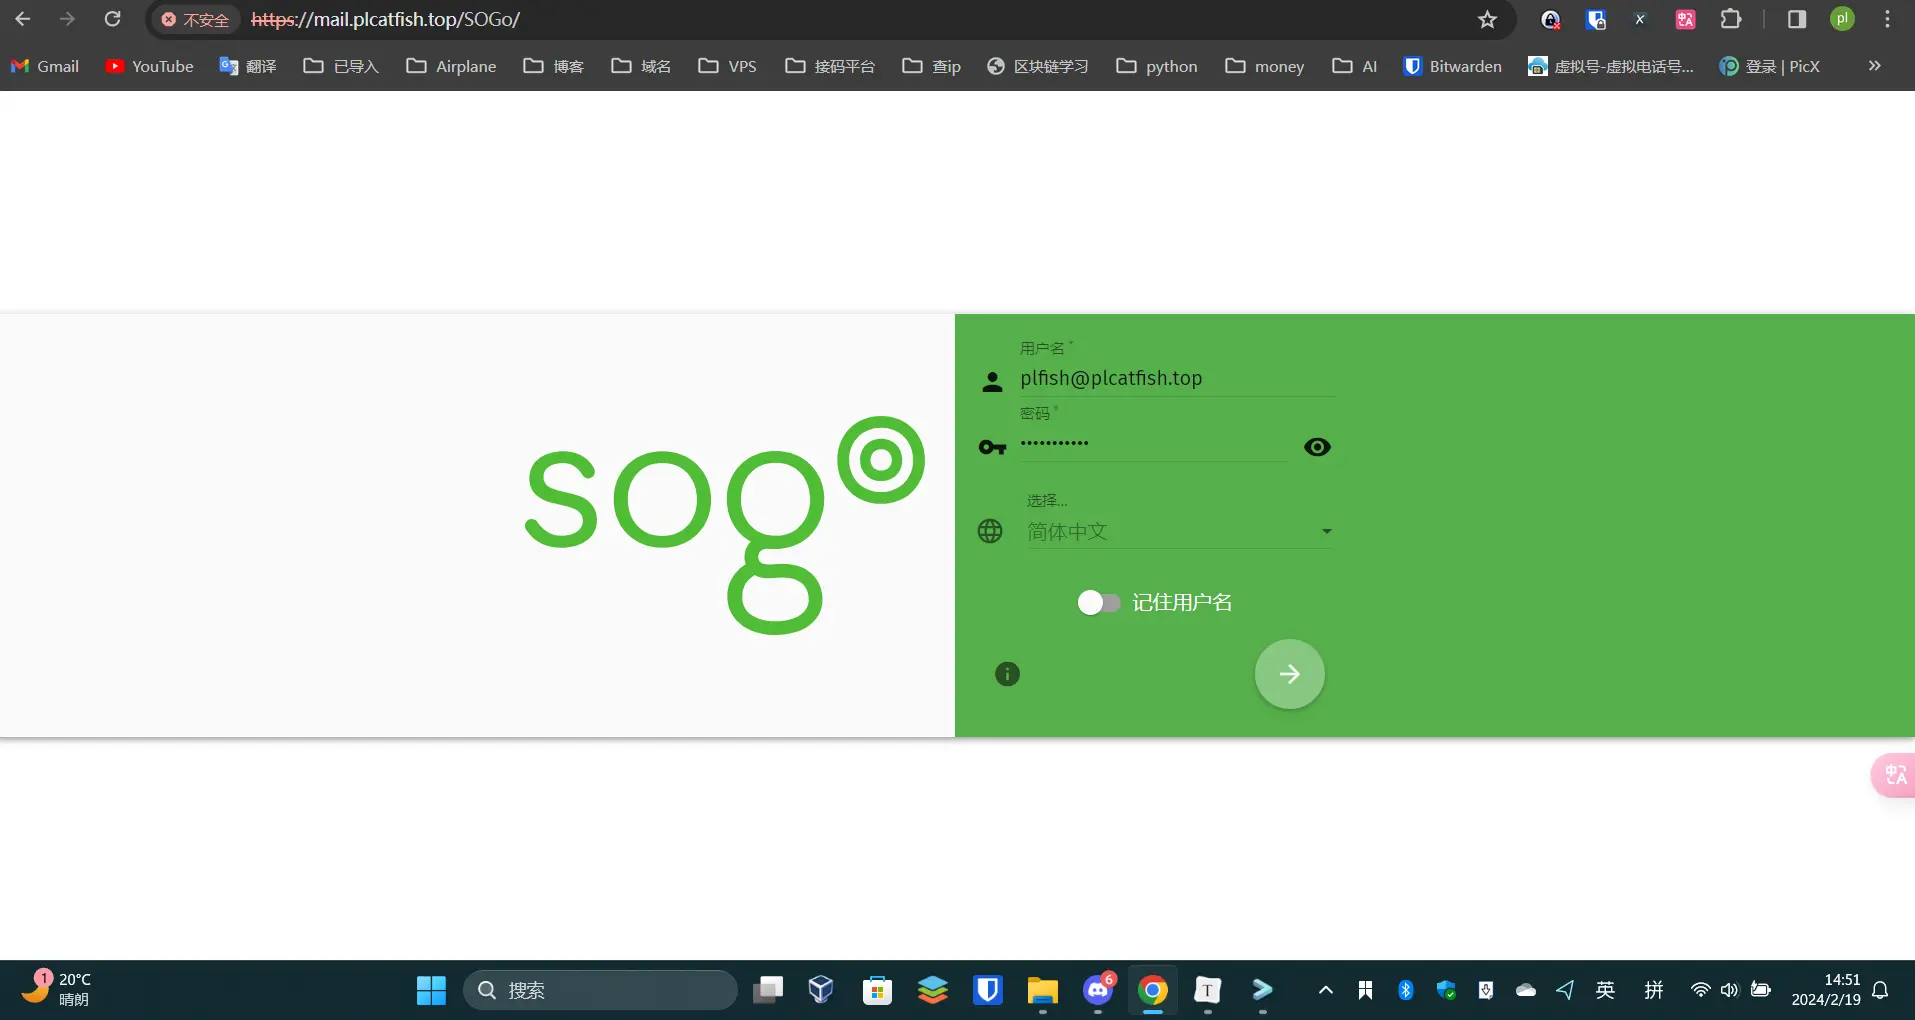 不安全 https://mail.plcatfish.top/SOGo/ pl
Gmail YouTube 翻译 已导入 Airplane 博客 域名 VPS 接码平台 查ip 区块链学习 python money AI Bitwarden 虚拟号-虚拟电话号... 登录 | PicX »
sogo
用户名 *
plfish@plcatfish.top
密码 *
•••••••••••
选择...
简体中文
记住用户名
1 20°C
晴朗
搜索
6
T
英 拼
14:51
2024/2/19